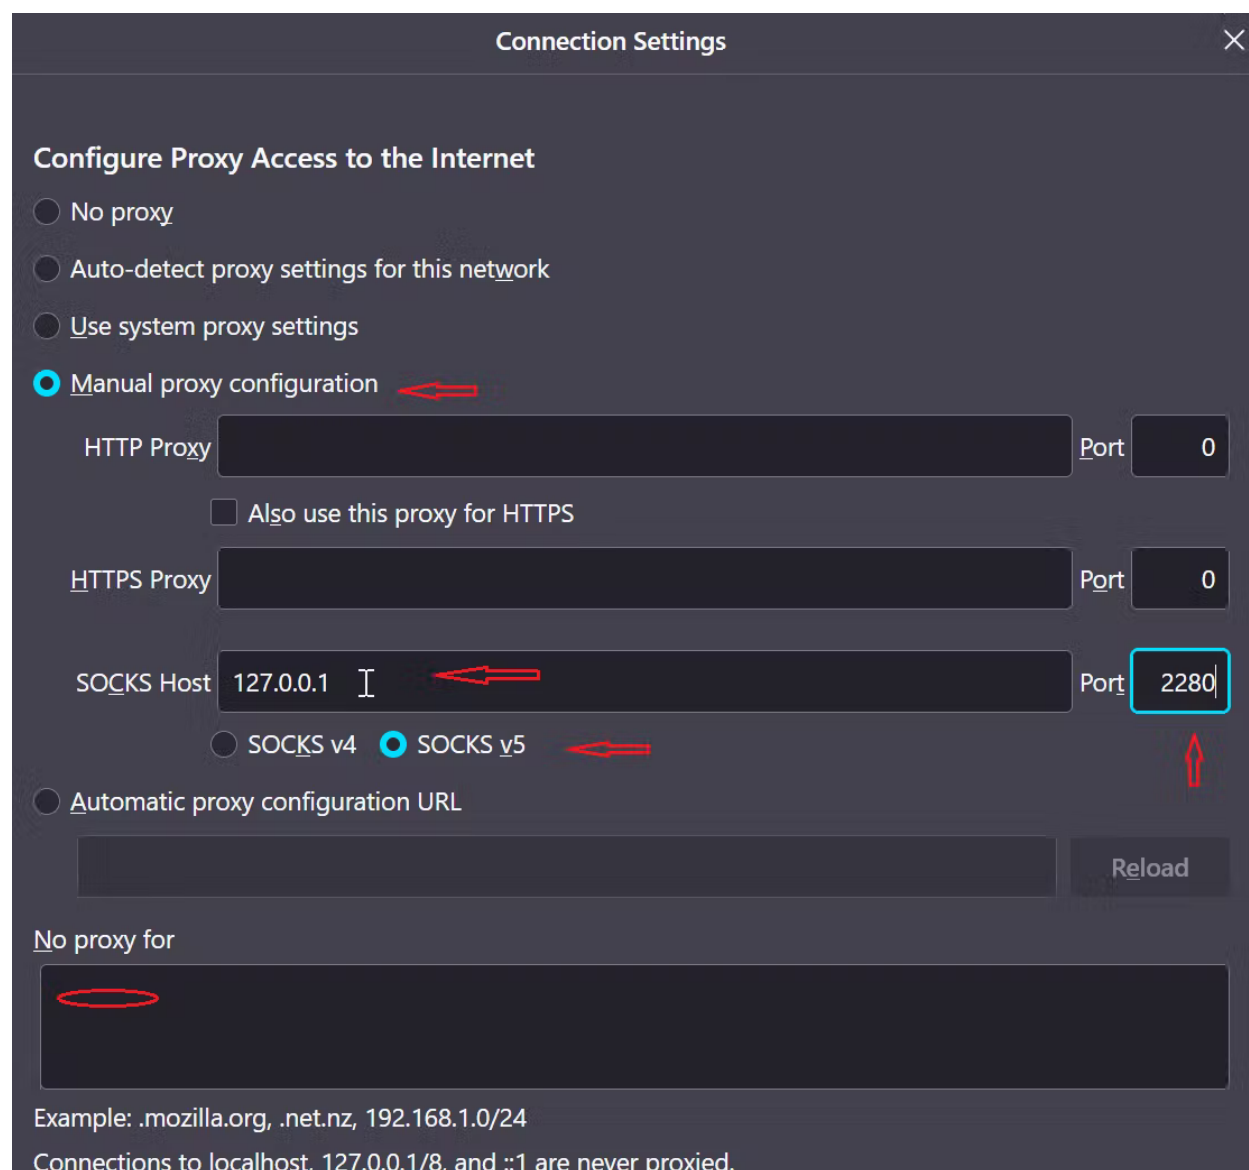 Connection Settings
Configure Proxy Access to the Internet
No proxy
Auto-detect proxy settings for this network
Use system proxy settings
Manual proxy configuration
HTTP Proxy Port 0
Also use this proxy for HTTPS
HTTPS Proxy Port 0
SOCKS Host 127.0.0.1 Port 2280
SOCKS v4 SOCKS v5
Automatic proxy configuration URL
Reload
No proxy for
Example: .mozilla.org, .net.nz, 192.168.1.0/24
Connections to localhost, 127.0.0.1/8, and ::1 are never proxied.